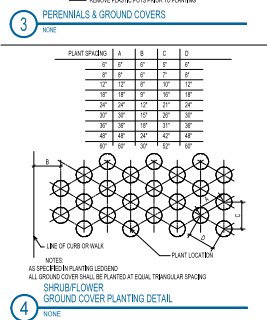 REMOVE PLASTIC POTS PRIOR TO PLANTING
3 PERENNIALS & GROUND COVERS
NONE
PLANT SPACING A B C D
6" 6" 6" 5" 6"
8" 8" 6" 7" 8"
12" 12" 8" 10" 12"
18" 18" 9" 16" 18"
24" 24" 12" 21" 24"
30" 30" 15" 26" 30"
36" 36" 18" 31" 36"
48" 48" 24" 42" 48"
60" 60" 30" 52" 60"
B
A
C
D
LINE OF CURB OR WALK
PLANT LOCATION
NOTES:
AS SPECIFIED IN PLANTING LEDGEND
ALL GROUND COVER SHALL BE PLANTED AT EQUAL TRIANGULAR SPACING
SHRUB/FLOWER
4 GROUND COVER PLANTING DETAIL
NONE